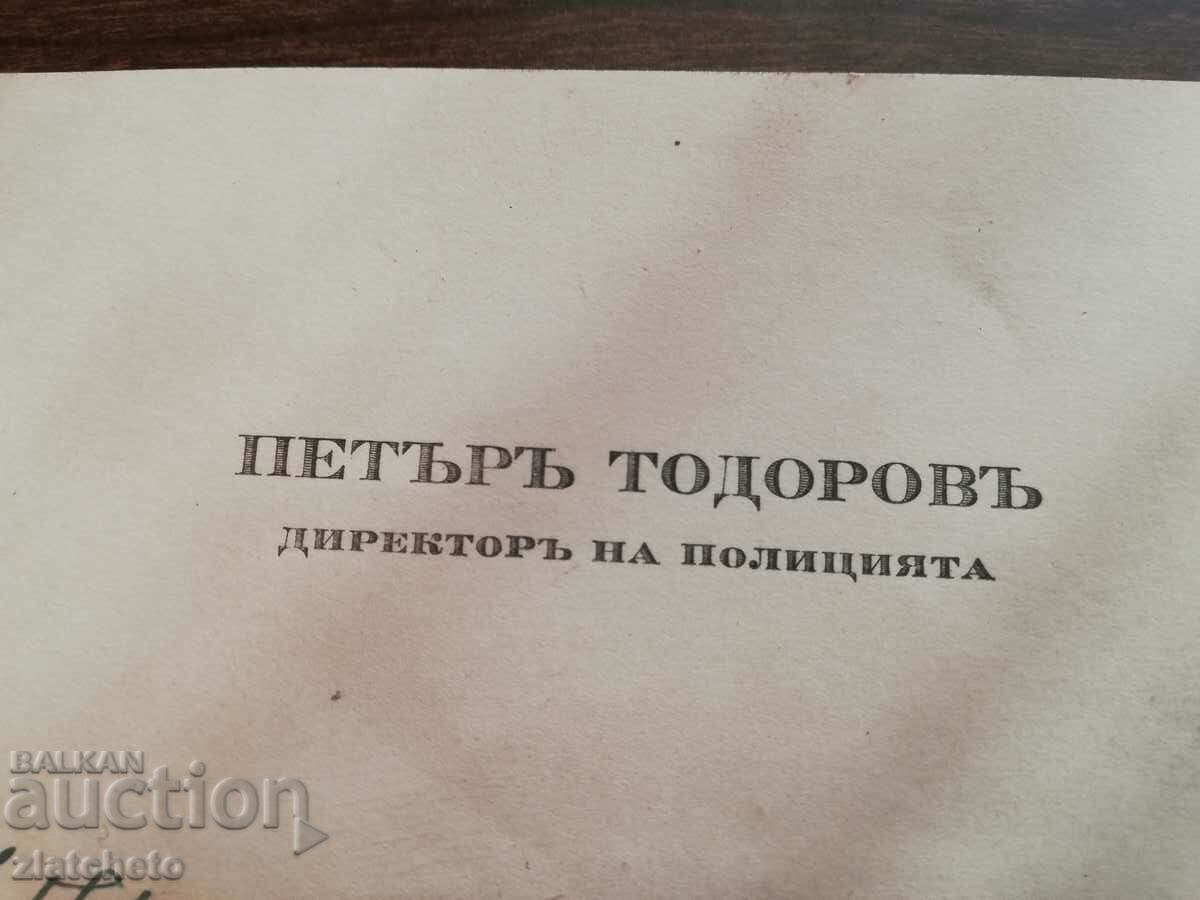 ПЕТЪРЪ ТОДОРОВЪ
ДИРЕКТОРЪ НА ПОЛИЦИЯТА
BALKAN
auction
zlatcheto